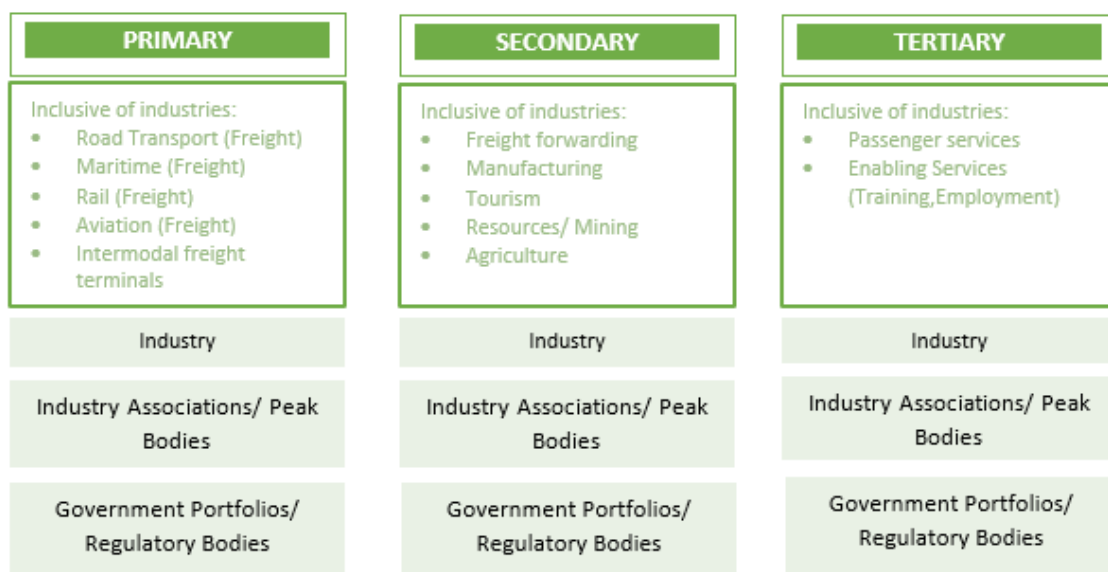 PRIMARY
Inclusive of industries:
• Road Transport (Freight)
• Maritime (Freight)
• Rail (Freight)
• Aviation (Freight)
• Intermodal freight
terminals
Industry
Industry Associations/ Peak
Bodies
Government Portfolios/
Regulatory Bodies
SECONDARY
Inclusive of industries:
• Freight forwarding
• Manufacturing
• Tourism
• Resources/ Mining
• Agriculture
Industry
Industry Associations/ Peak
Bodies
Government Portfolios/
Regulatory Bodies
TERTIARY
Inclusive of industries:
• Passenger services
• Enabling Services
(Training,Employment)
Industry
Industry Associations/ Peak
Bodies
Government Portfolios/
Regulatory Bodies